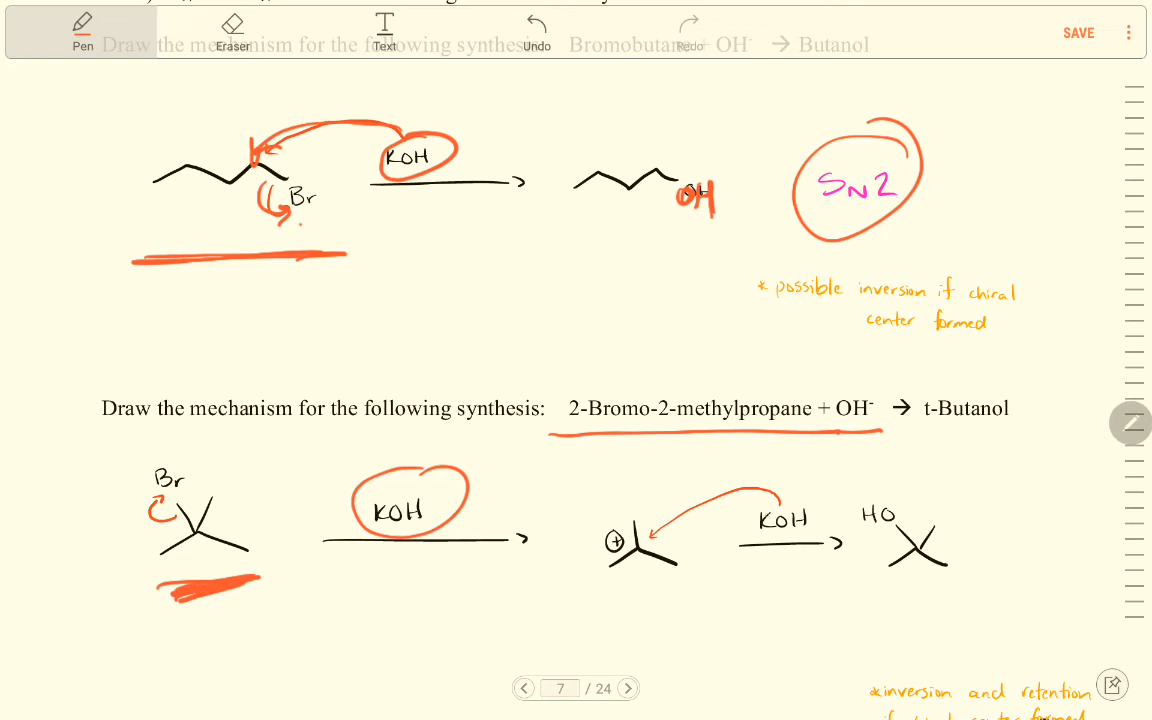 Pen
Eraser
Text
Undo
Redo
SAVE
Draw the mechanism for the following synthesis: Bromobutane + OH- → Butanol
KOH
Br
OH
SN2
* possible inversion if chiral
center formed
Draw the mechanism for the following synthesis: 2-Bromo-2-methylpropane + OH- → t-Butanol
Br
KOH
+
KOH
HO
7 / 24
*inversion and retention